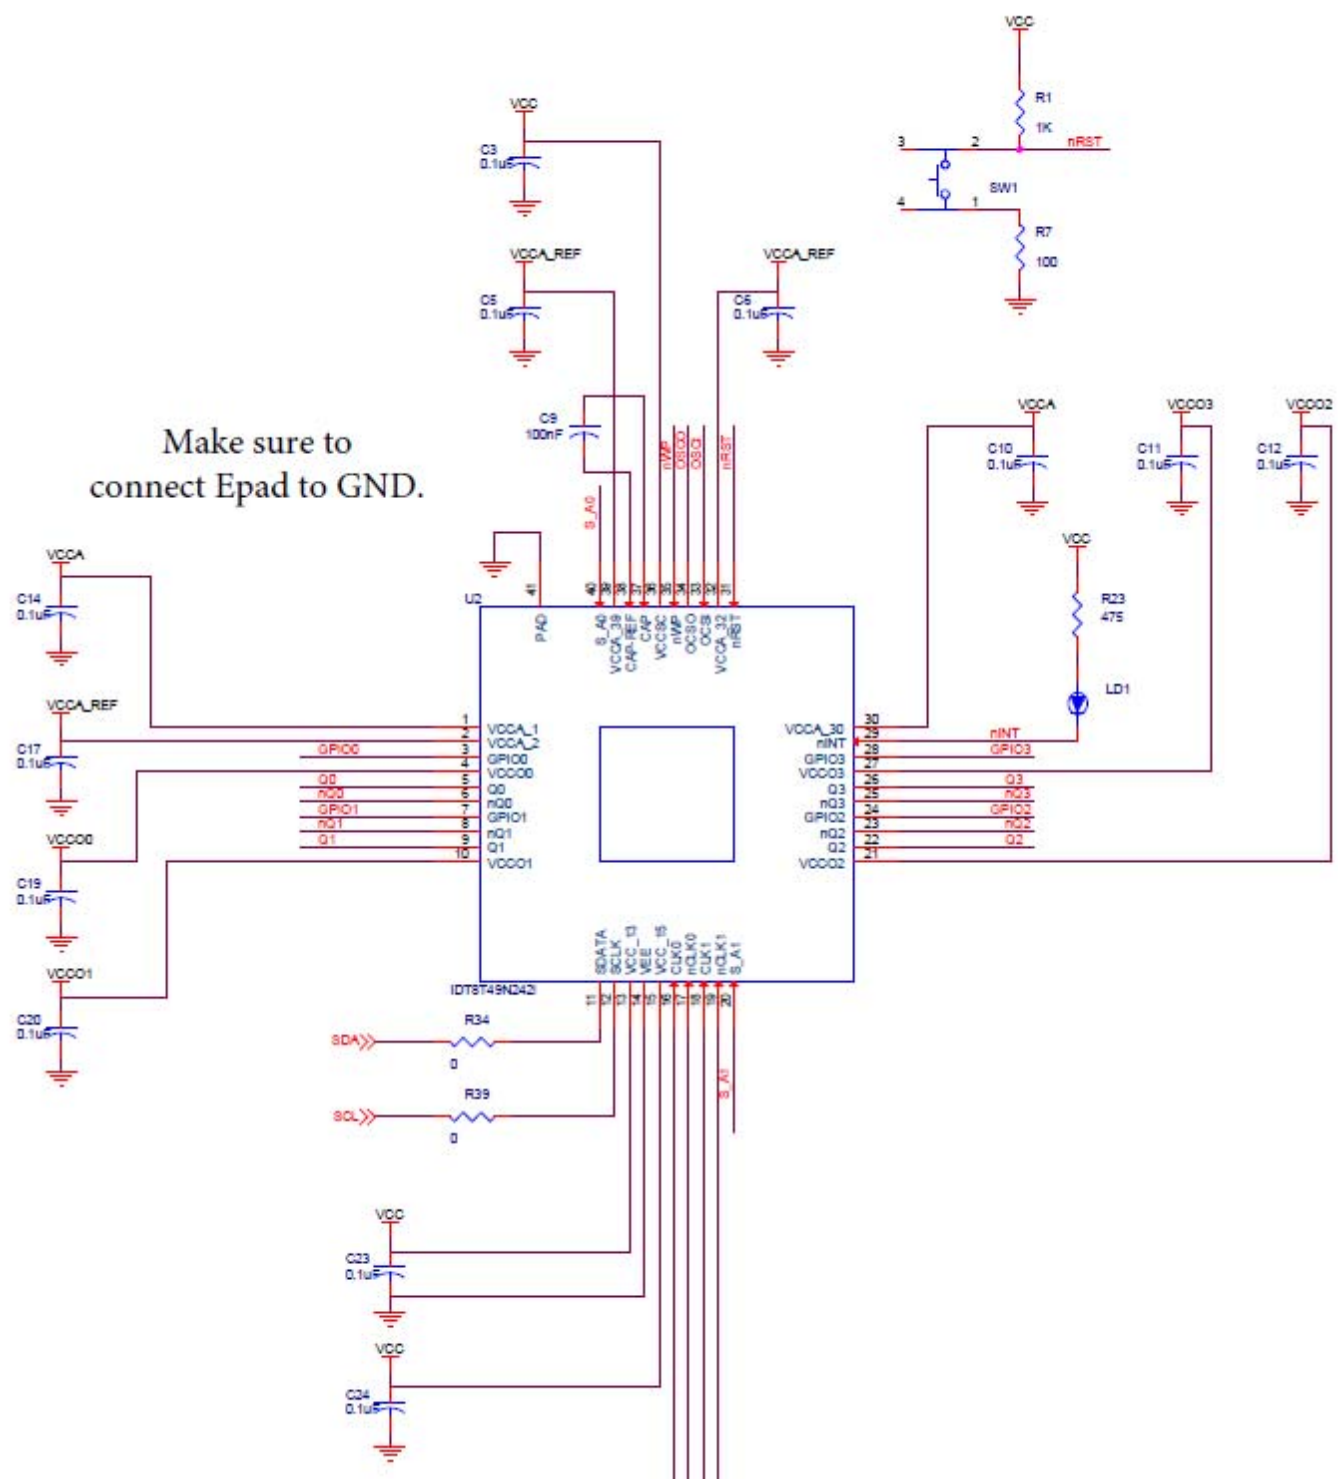 VCC
R1
1K
3
2
nRST
SW1
4
1
R7
100
VCC
C3
0.1uF
VCCA_REF
C5
0.1uF
VCCA_REF
C6
0.1uF
C9
100nF
nWP
OSCO
OSCI
nRST
S_A0
VCCA
C10
0.1uF
VCCO3
C11
0.1uF
VCCO2
C12
0.1uF
Make sure to
connect Epad to GND.
VCC
R23
475
LD1
VCCA
C14
0.1uF
VCCA_REF
C17
0.1uF
VCCO0
C19
0.1uF
VCCO1
C20
0.1uF
U2
41
40
39
38
37
36
35
34
33
32
31
PAD
S_A0
VCCA_39
CAP-REF
CAP
VCCSC
nWP
OCSO
OCSI
VCCA_32
nRST
1
VCCA_1
2
VCCA_2
GPIO0
3
GPIO0
4
VCCO0
Q0
5
Q0
nQ0
6
nQ0
GPIO1
7
GPIO1
nQ1
8
nQ1
Q1
9
Q1
10
VCCO1
VCCA_30
30
nINT
29
nINT
GPIO3
28
GPIO3
VCCO3
27
Q3
26
Q3
nQ3
25
nQ3
GPIO2
24
GPIO2
nQ2
23
nQ2
Q2
22
Q2
VCCO2
21
SDATA
SCLK
VCC_13
VEE
VCC_15
CLK0
nCLK0
CLK1
nCLK1
S_A1
IDT8T49N242I
11
12
13
14
15
16
17
18
19
20
R34
SDA
0
R39
SCL
0
S_A1
VCC
C23
0.1uF
VCC
C24
0.1uF